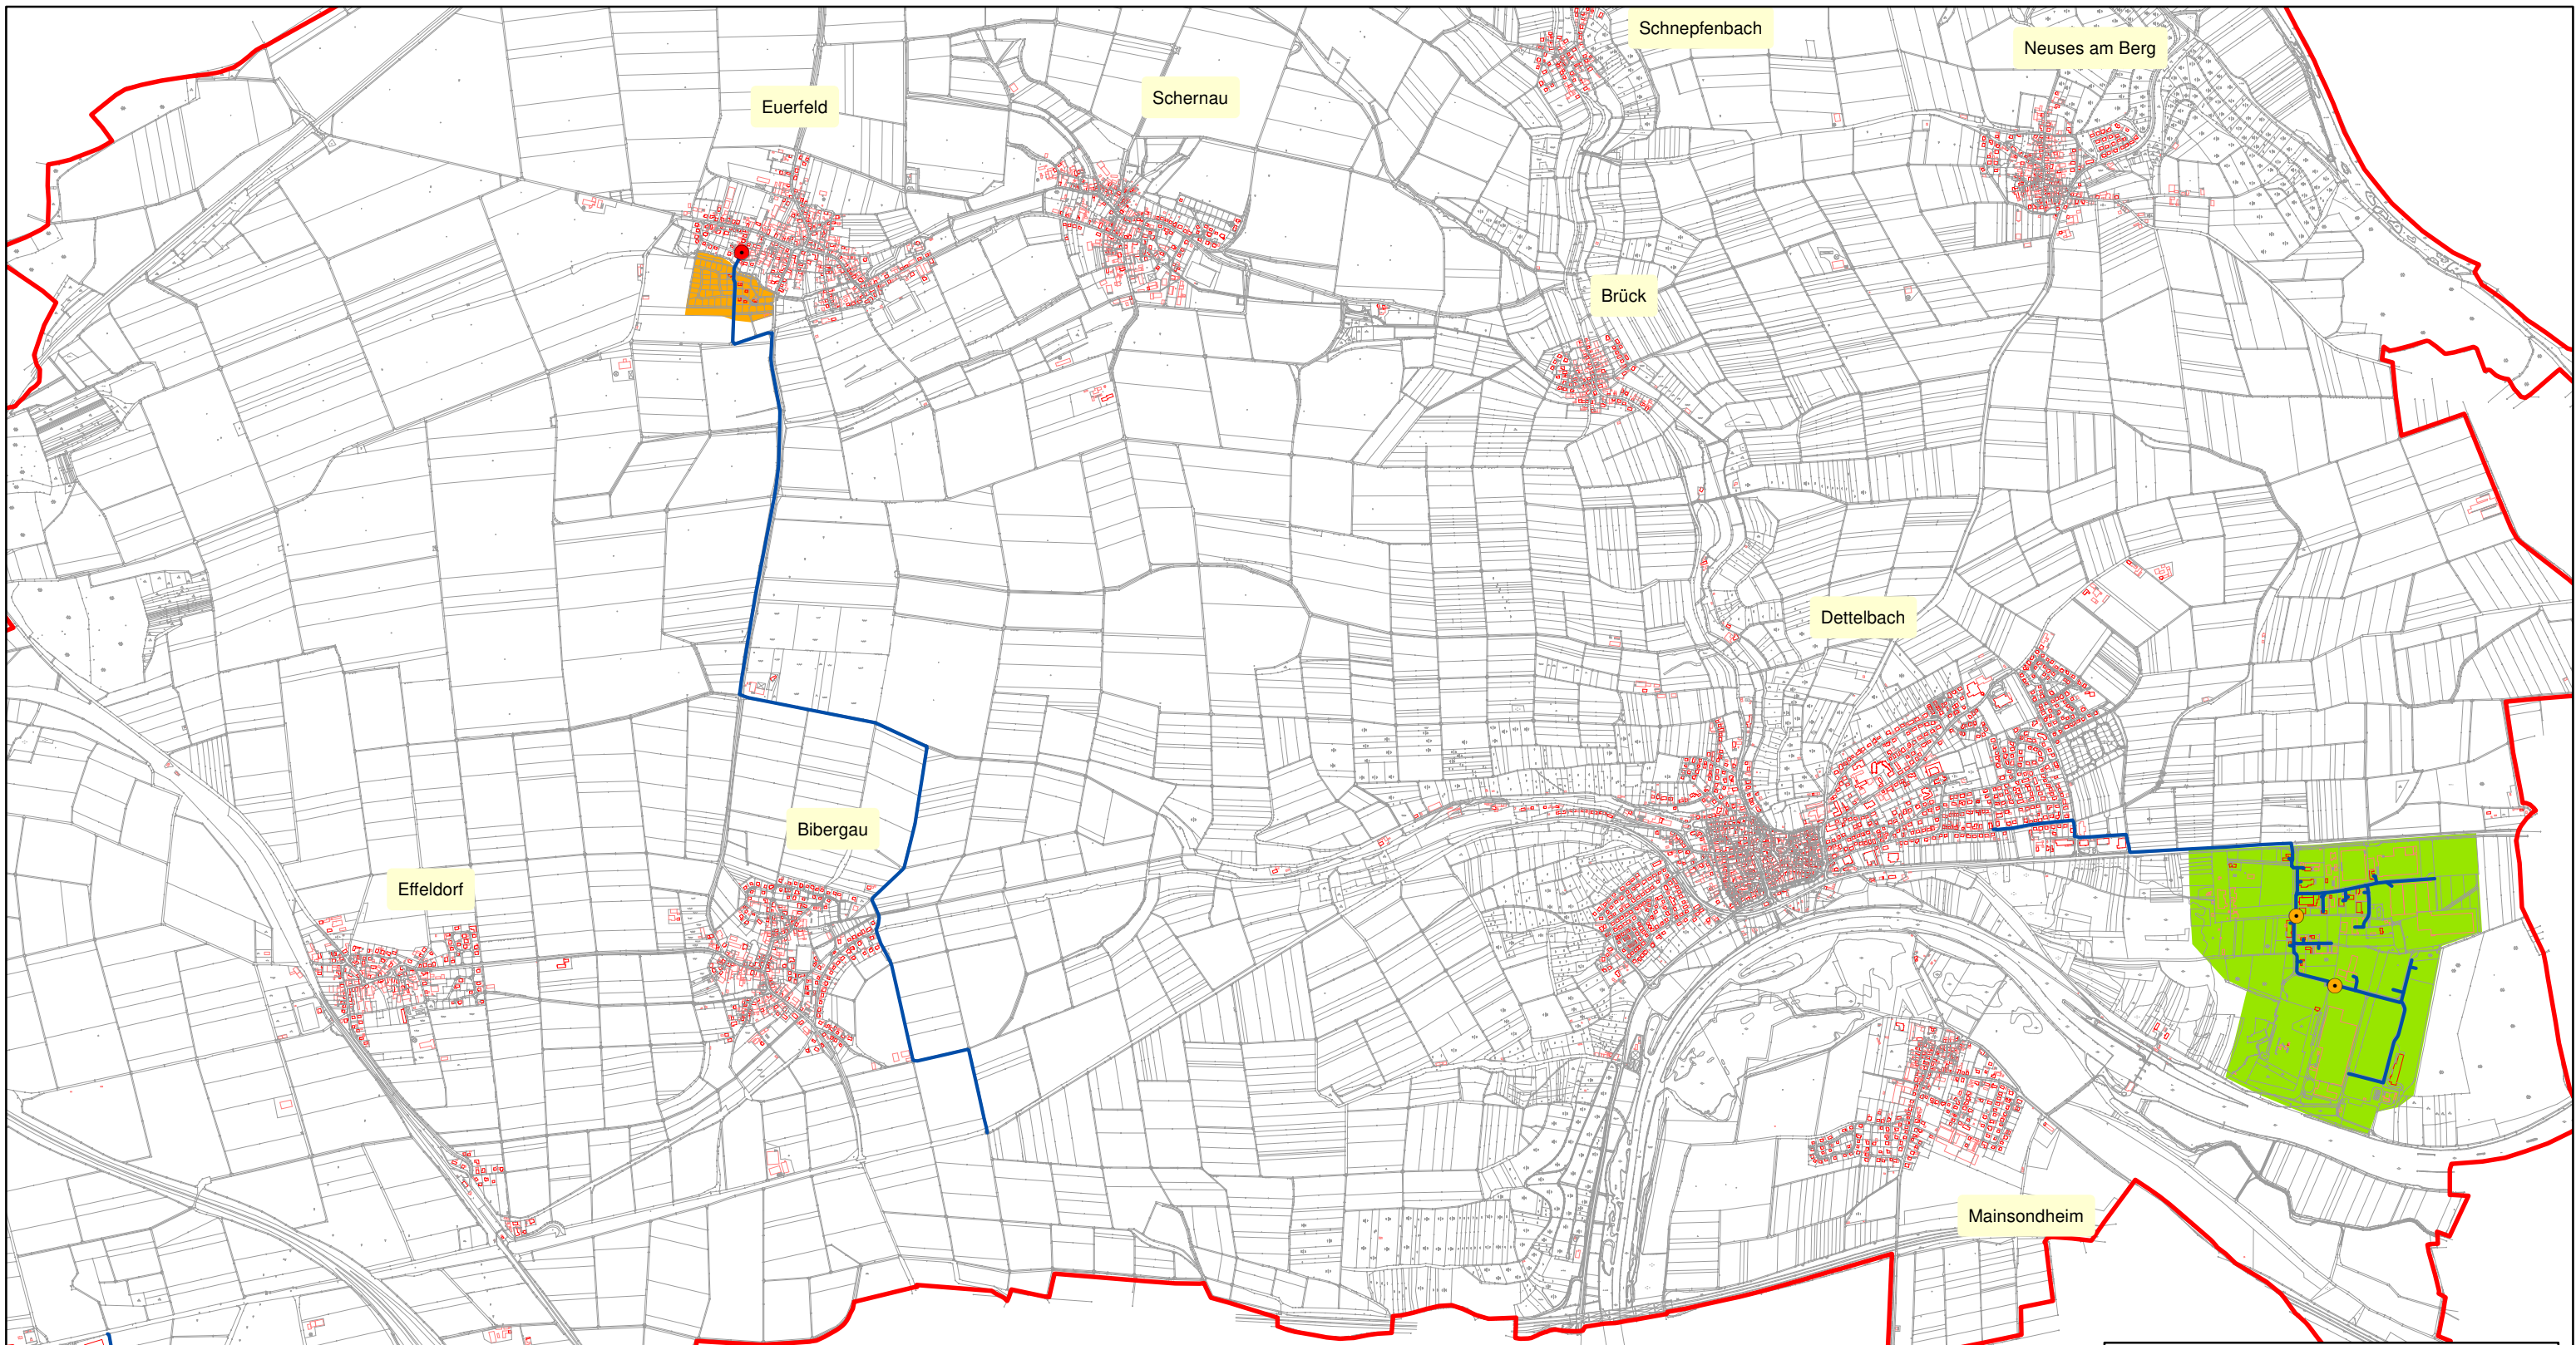 Schnepfenbach
Neuses am Berg
Schernau
Euerfeld
Brück
Dettelbach
Bibergau
Effeldorf
Mainsondheim